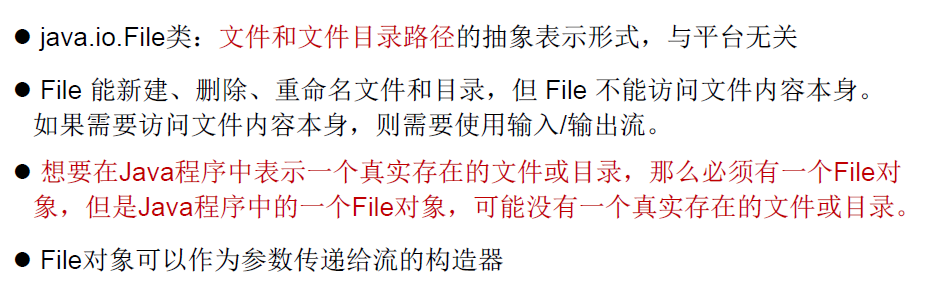 ● java.io.File类：文件和文件目录路径的抽象表示形式，与平台无关
● File 能新建、删除、重命名文件和目录，但 File 不能访问文件内容本身。
如果需要访问文件内容本身，则需要使用输入/输出流。
● 想要在Java程序中表示一个真实存在的文件或目录，那么必须有一个File对
象，但是Java程序中的一个File对象，可能没有一个真实存在的文件或目录。
● File对象可以作为参数传递给流的构造器